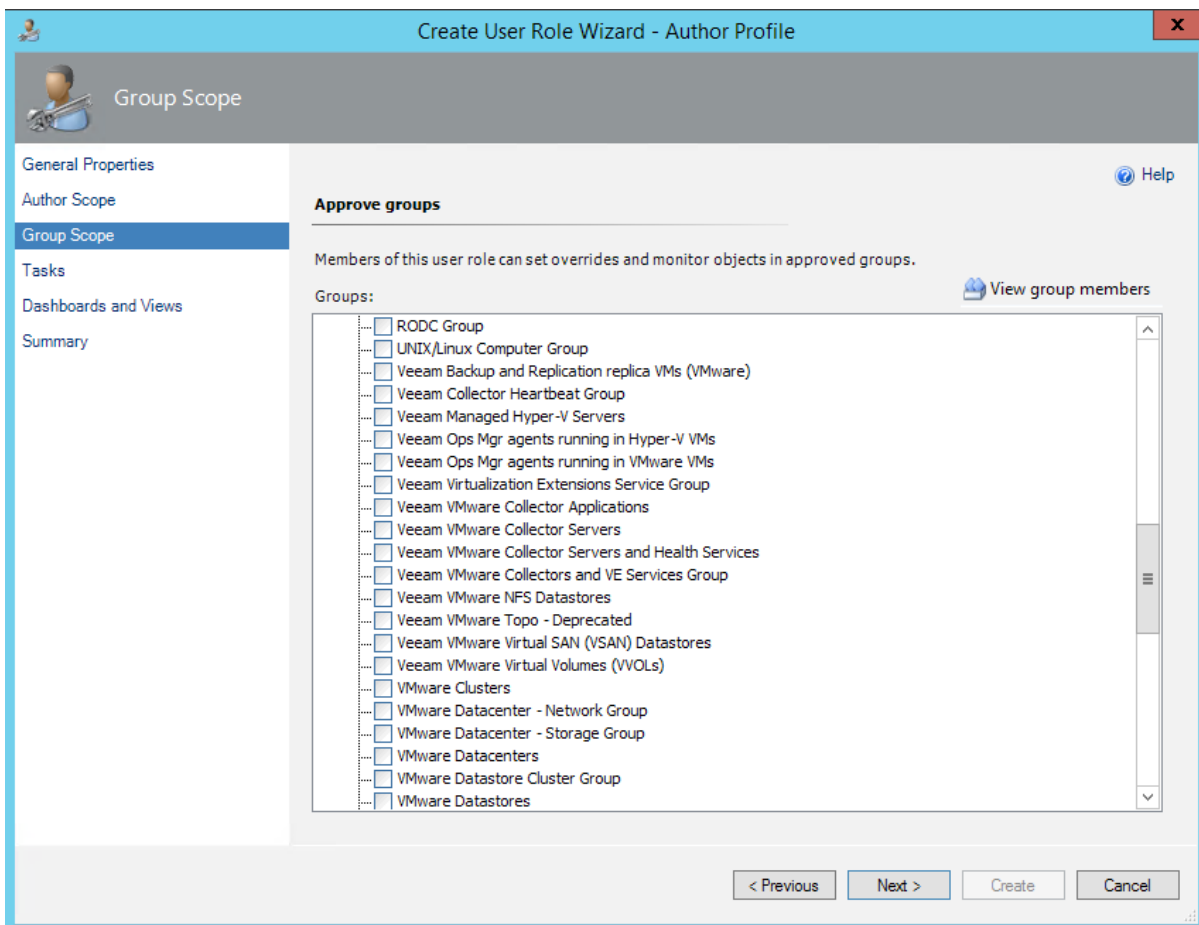 Create User Role Wizard - Author Profile
x
Group Scope
General Properties
Author Scope
Group Scope
Tasks
Dashboards and Views
Summary
Help
Approve groups
Members of this user role can set overrides and monitor objects in approved groups.
Groups:
View group members
RODC Group
UNIX/Linux Computer Group
Veeam Backup and Replication replica VMs (VMware)
Veeam Collector Heartbeat Group
Veeam Managed Hyper-V Servers
Veeam Ops Mgr agents running in Hyper-V VMs
Veeam Ops Mgr agents running in VMware VMs
Veeam Virtualization Extensions Service Group
Veeam VMware Collector Applications
Veeam VMware Collector Servers
Veeam VMware Collector Servers and Health Services
Veeam VMware Collectors and VE Services Group
Veeam VMware NFS Datastores
Veeam VMware Topo - Deprecated
Veeam VMware Virtual SAN (VSAN) Datastores
Veeam VMware Virtual Volumes (VVOLs)
VMware Clusters
VMware Datacenter - Network Group
VMware Datacenter - Storage Group
VMware Datacenters
VMware Datastore Cluster Group
VMware Datastores
< Previous
Next >
Create
Cancel